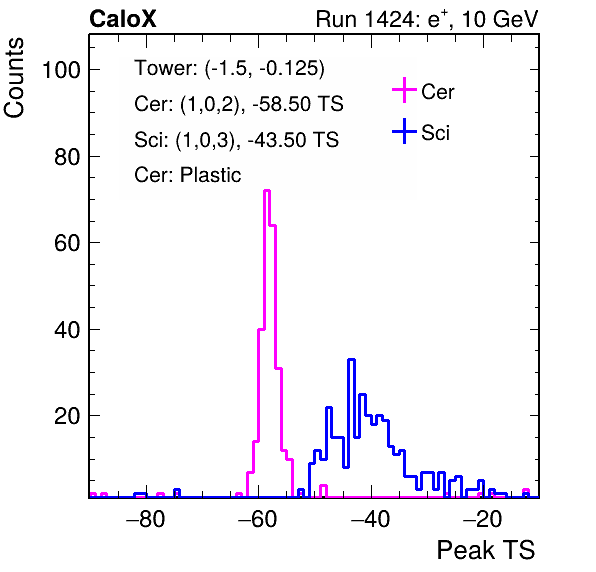 CaloX Run 1424: e⁺, 10 GeV
Counts
Tower: (-1.5, -0.125)
Cer: (1,0,2), -58.50 TS
Sci: (1,0,3), -43.50 TS
Cer: Plastic
Cer
Sci
100
80
60
40
20
−80 −60 −40 −20
Peak TS